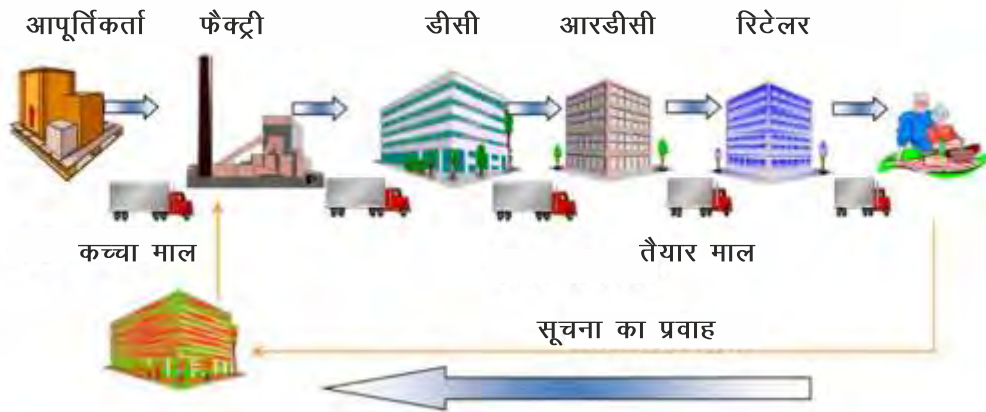 आपूर्तिकर्ता फैक्ट्री डीसी आरडीसी रिटेलर
कच्चा माल तैयार माल
सूचना का प्रवाह